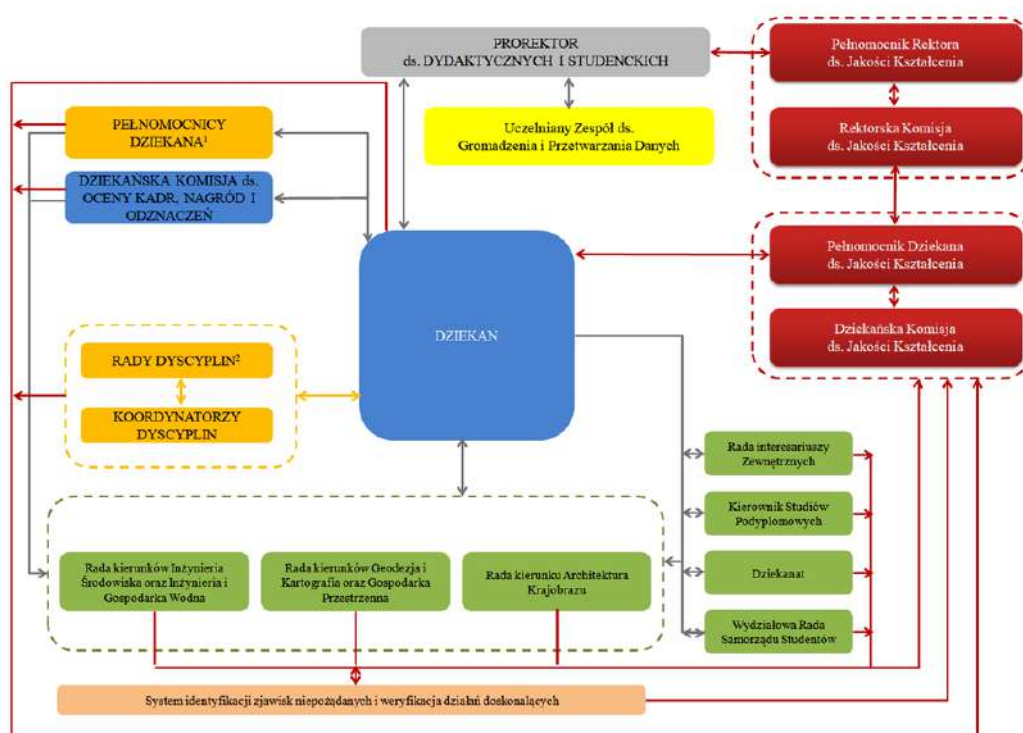 PROREKTOR
ds. DYDAKTYCZNYCH I STUDENCKICH
Pełnomocnik Rektora
ds. Jakości Kształcenia
PEŁNOMOCNICY
DZIEKANA¹
Uczelniany Zespół ds.
Gromadzenia i Przetwarzania Danych
Rektorska Komisja
ds. Jakości Kształcenia
DZIEKAŃSKA KOMISJA ds.
OCENY KADR, NAGRÓD I
ODZNACZEŃ
Pełnomocnik Dziekana
ds. Jakości Kształcenia
DZIEKAN
Dziekańska Komisja
ds. Jakości Kształcenia
RADY DYSCYPLIN²
KOORDYNATORZY
DYSCYPLIN
Rada interesariuszy
Zewnętrznych
Kierownik Studiów
Podyplomowych
Dziekanat
Wydziałowa Rada
Samorządu Studentów
Rada kierunków Inżynieria
Środowiska oraz Inżynieria i
Gospodarka Wodna
Rada kierunków Geodezja i
Kartografia oraz Gospodarka
Przestrzenna
Rada kierunku Architektura
Krajobrazu
System identyfikacji zjawisk niepożądanych i weryfikacja działań doskonalących